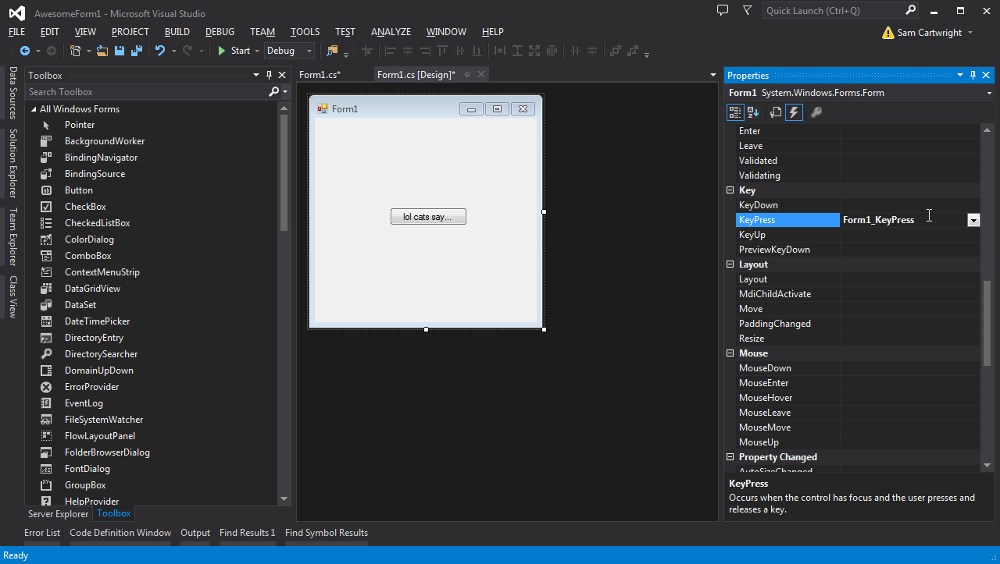 AwesomeForm1 - Microsoft Visual Studio
Quick Launch (Ctrl+Q)
FILE EDIT VIEW PROJECT BUILD DEBUG TEAM TOOLS TEST ANALYZE WINDOW HELP
Sam Cartwright
Start Debug
Data Sources
Solution Explorer
Team Explorer
Class View
Toolbox
Search Toolbox
All Windows Forms
Pointer
BackgroundWorker
BindingNavigator
BindingSource
Button
CheckBox
CheckedListBox
ColorDialog
ComboBox
ContextMenuStrip
DataGridView
DataSet
DateTimePicker
DirectoryEntry
DirectorySearcher
DomainUpDown
ErrorProvider
EventLog
FileSystemWatcher
FlowLayoutPanel
FolderBrowserDialog
FontDialog
GroupBox
HelpProvider
Server Explorer Toolbox
Form1.cs* Form1.cs [Design]*
Form1
lol cats say...
Properties
Form1 System.Windows.Forms.Form
Enter
Leave
Validated
Validating
Key
KeyDown
KeyPress Form1_KeyPress
KeyUp
PreviewKeyDown
Layout
Layout
MdiChildActivate
Move
PaddingChanged
Resize
Mouse
MouseDown
MouseEnter
MouseHover
MouseLeave
MouseMove
MouseUp
Property Changed
AutoSizeChanged
KeyPress
Occurs when the control has focus and the user presses and
releases a key.
Error List Code Definition Window Output Find Results 1 Find Symbol Results
Ready